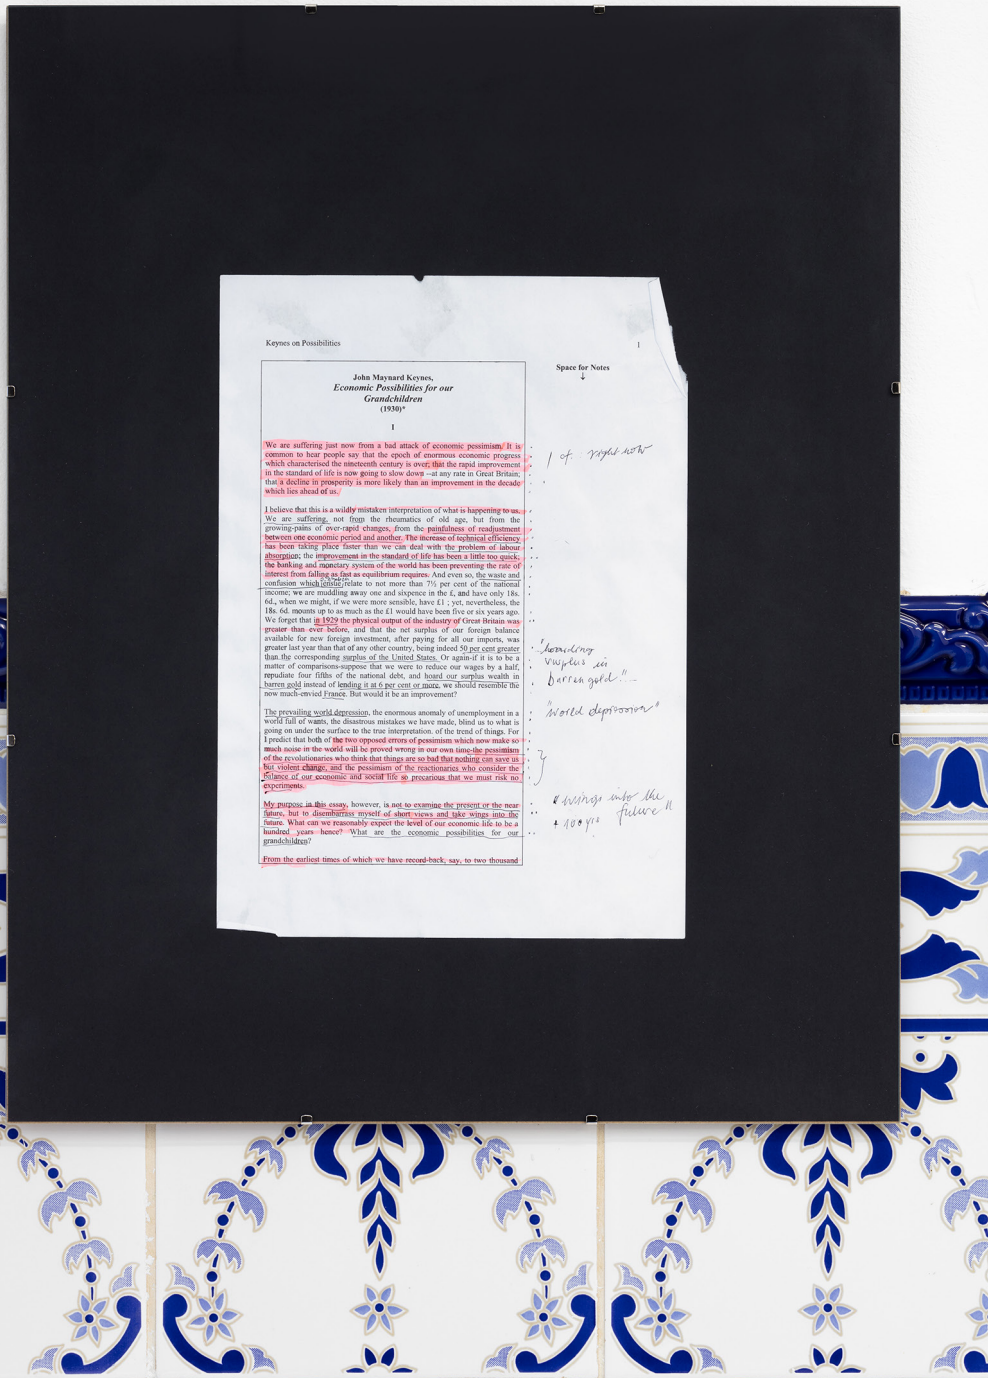 Keynes on Possibilities
1
Space for Notes
↓
John Maynard Keynes,
Economic Possibilities for our
Grandchildren
(1930)*
I
We are suffering just now from a bad attack of economic pessimism. It is
common to hear people say that the epoch of enormous economic progress
which characterised the nineteenth century is over; that the rapid improvement
in the standard of life is now going to slow down --at any rate in Great Britain;
that a decline in prosperity is more likely than an improvement in the decade
which lies ahead of us.
right now
I believe that this is a wildly mistaken interpretation of what is happening to us.
We are suffering, not from the rheumatics of old age, but from the
growing-pains of over-rapid changes, from the painfulness of readjustment
between one economic period and another. The increase of technical efficiency
has been taking place faster than we can deal with the problem of labour
absorption; the improvement in the standard of life has been a little too quick;
the banking and monetary system of the world has been preventing the rate of
interest from falling as fast as equilibrium requires. And even so, the waste and
confusion which ensue relate to not more than 7½ per cent of the national
income; we are muddling away one and sixpence in the £, and have only 18s.
6d., when we might, if we were more sensible, have £1 ; yet, nevertheless, the
18s. 6d. mounts up to as much as the £1 would have been five or six years ago.
We forget that in 1929 the physical output of the industry of Great Britain was
greater than ever before, and that the net surplus of our foreign balance
available for new foreign investment, after paying for all our imports, was
greater last year than that of any other country, being indeed 50 per cent greater
than the corresponding surplus of the United States. Or again-if it is to be a
matter of comparisons-suppose that we were to reduce our wages by a half,
repudiate four fifths of the national debt, and hoard our surplus wealth in
barren gold instead of lending it at 6 per cent or more, we should resemble the
now much-envied France. But would it be an improvement?
"hoarding
surplus in
barren gold!"
The prevailing world depression, the enormous anomaly of unemployment in a
world full of wants, the disastrous mistakes we have made, blind us to what is
going on under the surface to the true interpretation. of the trend of things. For
I predict that both of the two opposed errors of pessimism which now make so
much noise in the world will be proved wrong in our own time-the pessimism
of the revolutionaries who think that things are so bad that nothing can save us
but violent change, and the pessimism of the reactionaries who consider the
balance of our economic and social life so precarious that we must risk no
experiments.
"world depression"
My purpose in this essay, however, is not to examine the present or the near
future, but to disembarrass myself of short views and take wings into the
future. What can we reasonably expect the level of our economic life to be a
hundred years hence? What are the economic possibilities for our
grandchildren?
"wings into the
future"
+ 100 yrs
From the earliest times of which we have record-back, say, to two thousand